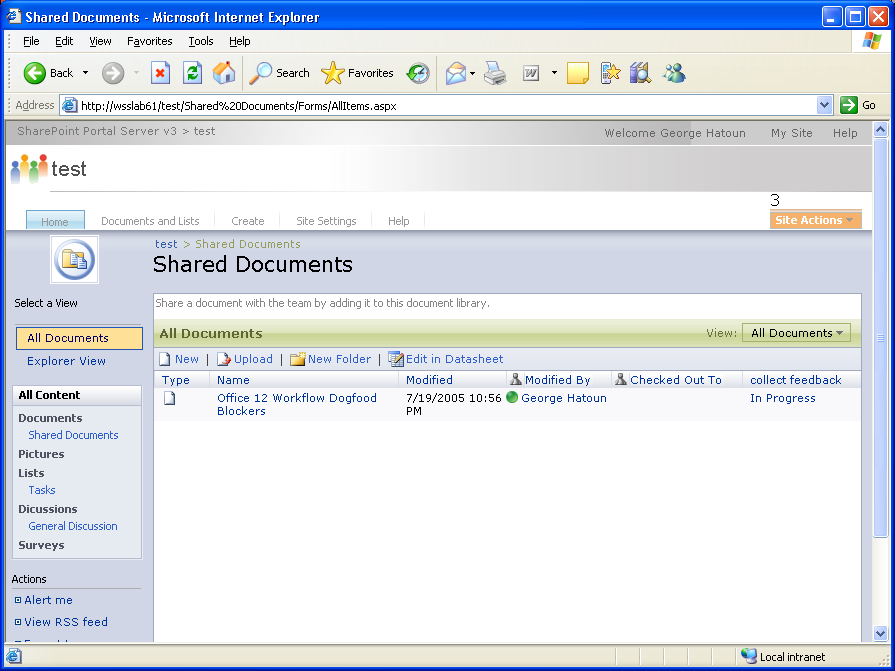 Shared Documents - Microsoft Internet Explorer
File Edit View Favorites Tools Help
Back Search Favorites
Address http://wsslab61/test/Shared%20Documents/Forms/AllItems.aspx Go
SharePoint Portal Server v3 > test Welcome George Hatoun My Site Help
test
3
Home Documents and Lists Create Site Settings Help Site Actions
test > Shared Documents
Shared Documents
Select a View
Share a document with the team by adding it to this document library.
All Documents
Explorer View
All Documents View: All Documents
New | Upload | New Folder | Edit in Datasheet
Type Name Modified Modified By Checked Out To collect feedback
Office 12 Workflow Dogfood Blockers 7/19/2005 10:56 PM George Hatoun In Progress
All Content
Documents
Shared Documents
Pictures
Lists
Tasks
Dicussions
General Discussion
Surveys
Actions
Alert me
View RSS feed
Local intranet